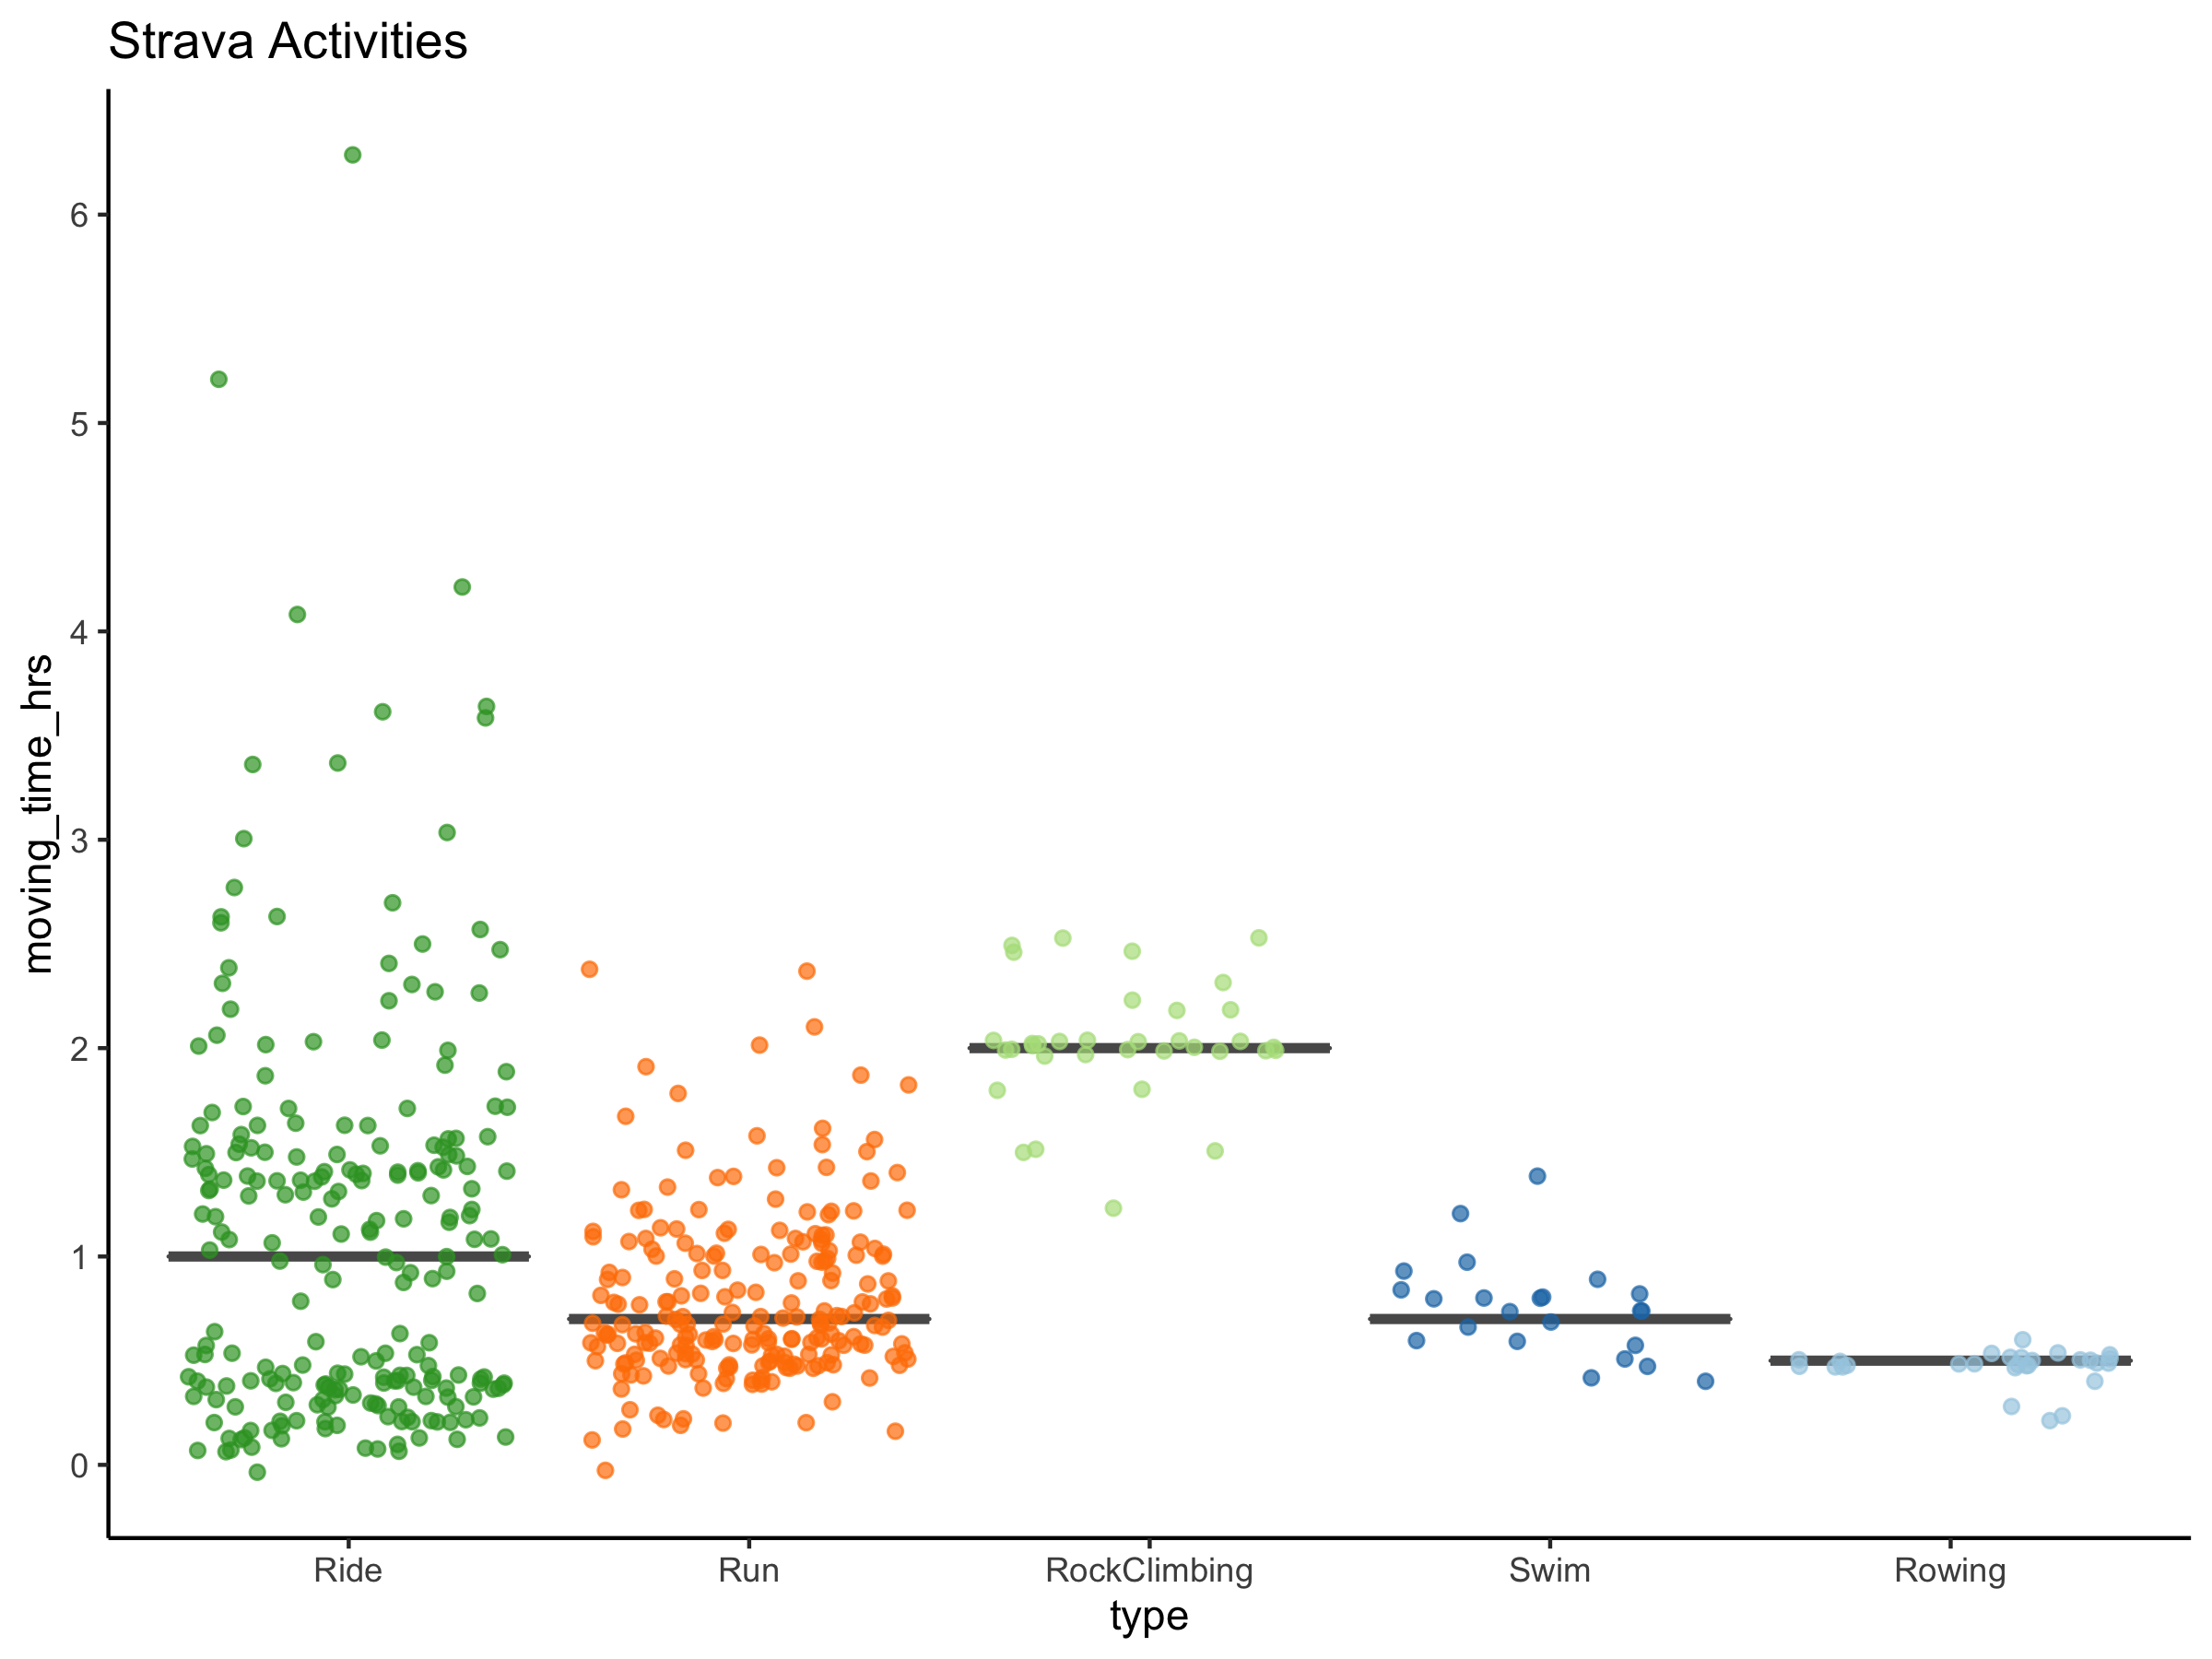 Strava Activities
moving_time_hrs
6
5
4
3
2
1
0
Ride Run RockClimbing Swim Rowing
type